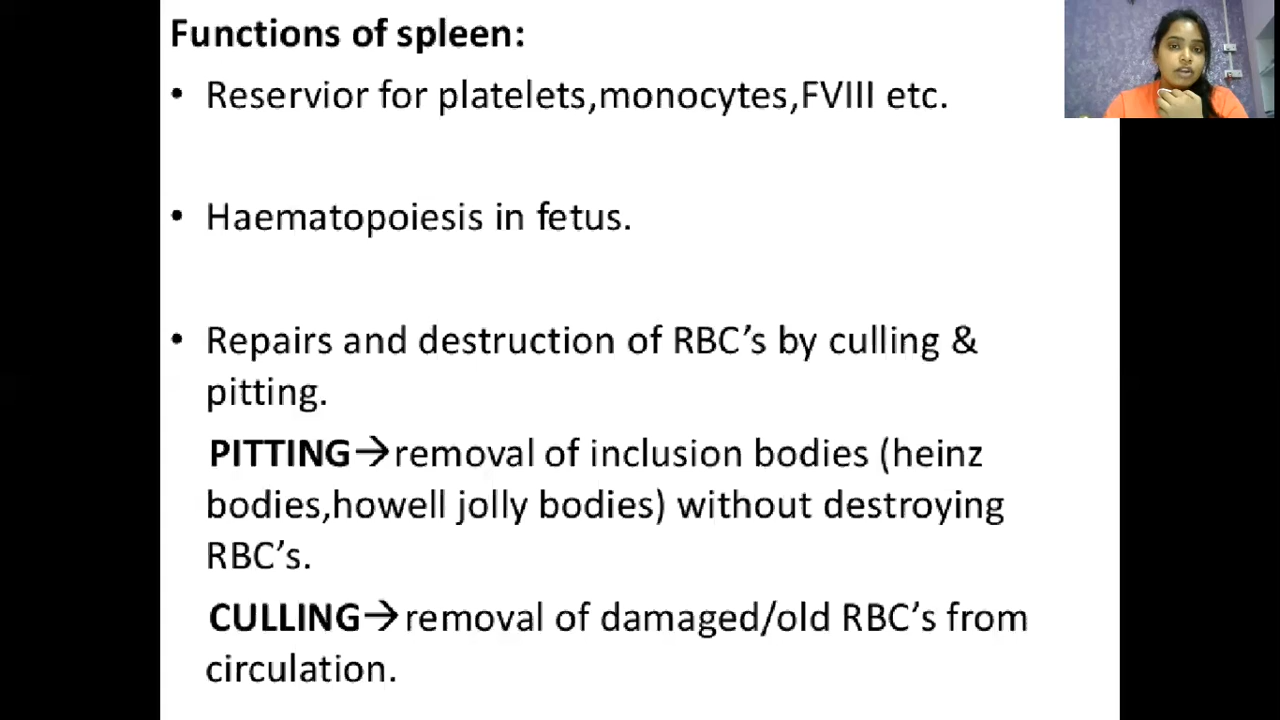 Functions of spleen:
• Reservior for platelets,monocytes,FVIII etc.
• Haematopoiesis in fetus.
• Repairs and destruction of RBC’s by culling &
pitting.
PITTING→removal of inclusion bodies (heinz
bodies,howell jolly bodies) without destroying
RBC’s.
CULLING→removal of damaged/old RBC’s from
circulation.